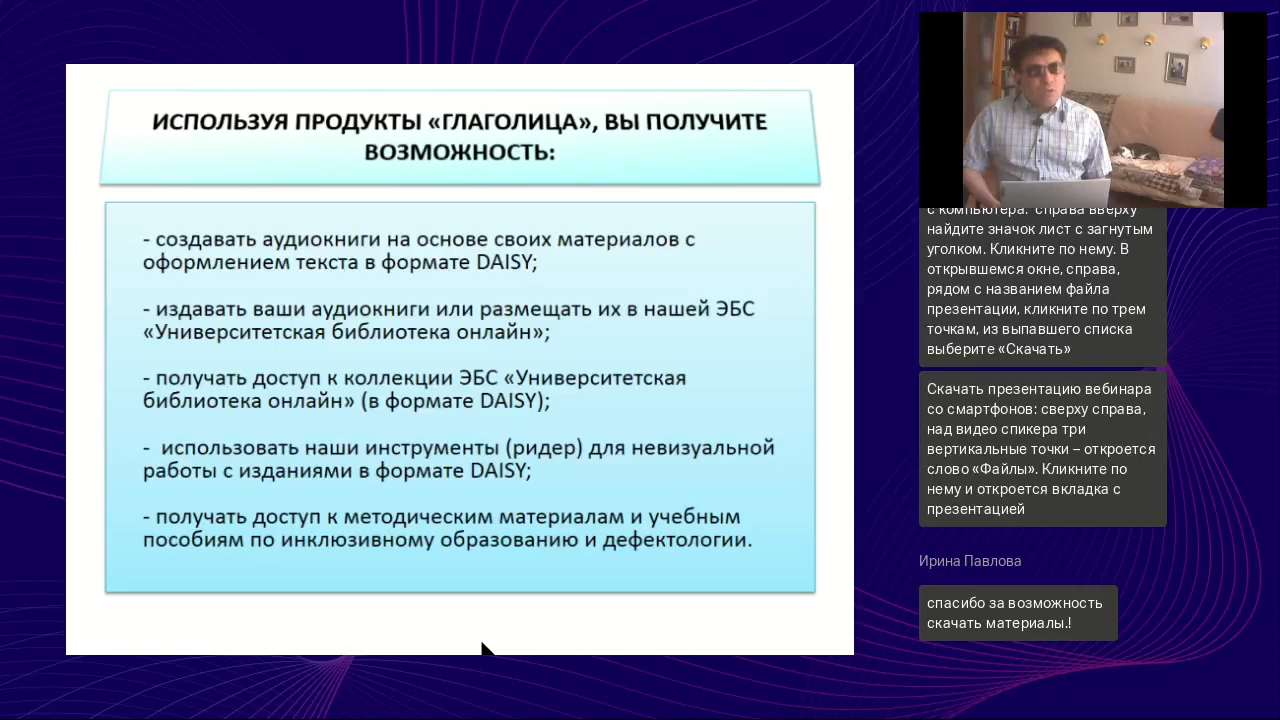 ИСПОЛЬЗУЯ ПРОДУКТЫ «ГЛАГОЛИЦА», ВЫ ПОЛУЧИТЕ
ВОЗМОЖНОСТЬ:
- создавать аудиокниги на основе своих материалов с
оформлением текста в формате DAISY;
- издавать ваши аудиокниги или размещать их в нашей ЭБС
«Университетская библиотека онлайн»;
- получать доступ к коллекции ЭБС «Университетская
библиотека онлайн» (в формате DAISY);
- использовать наши инструменты (ридер) для невизуальной
работы с изданиями в формате DAISY;
- получать доступ к методическим материалам и учебным
пособиям по инклюзивному образованию и дефектологии.
с компьютера: справа вверху
найдите значок лист с загнутым
уголком. Кликните по нему. В
открывшемся окне, справа,
рядом с названием файла
презентации, кликните по трем
точкам, из выпавшего списка
выберите «Скачать»
Скачать презентацию вебинара
со смартфонов: сверху справа,
над видео спикера три
вертикальные точки – откроется
слово «Файлы». Кликните по
нему и откроется вкладка с
презентацией
Ирина Павлова
спасибо за возможность
скачать материалы.!